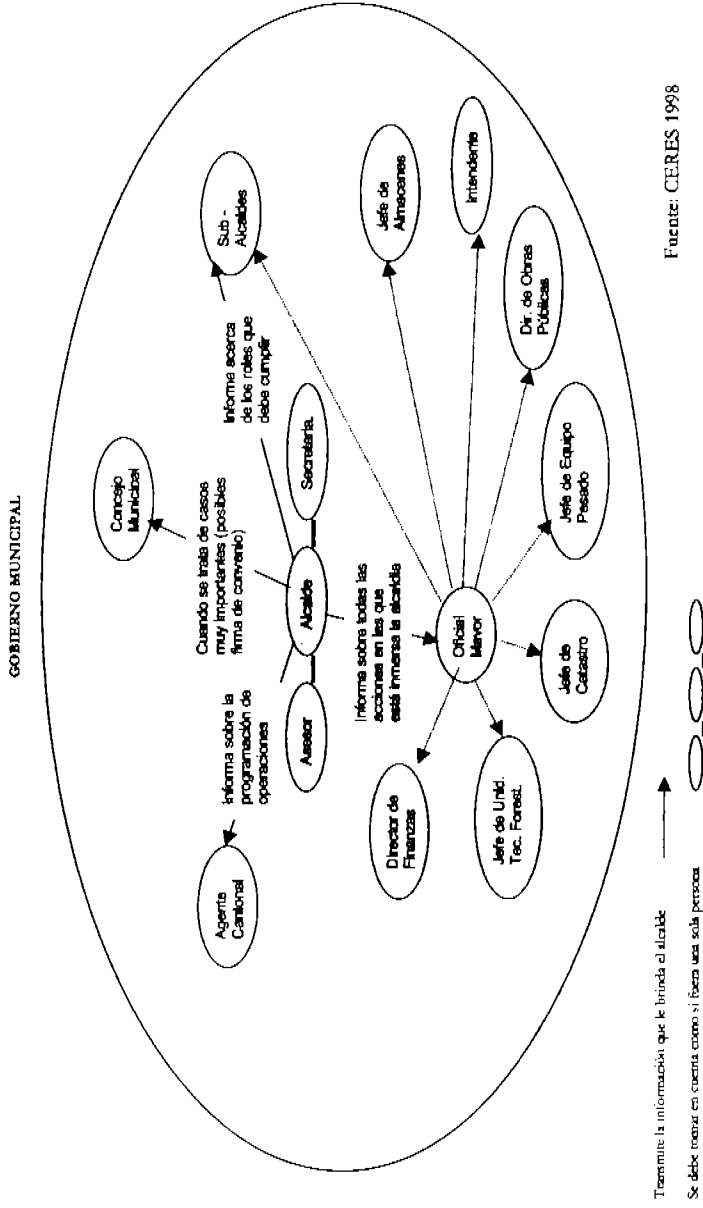 GOBIERNO MUNICIPAL
Concejo
Municipal
Agente
Cantonal
Sub -
Alcaldes
Informa sobre la
programación de
operaciones
Cuando se trata de casos
muy importantes (posibles
firma de convenio)
Informa acerca
de los roles que
debe cumplir
Asesor
Alcalde
Secretaria.
Informa sobre todas las
acciones en las que
está inmersa la alcaldía
Director de
Finanzas
Oficial
Mayor
Jefe de
Almacenes
Intendente
Jefe de Unid.
Tec. Forest.
Jefe de
Catastro
Jefe de Equipo
Pesado
Dir. de Obras
Públicas
Transmite la información que le brinda el alcalde
Se debe tomar en cuenta como si fuera una sola persona
Fuente: CERES 1998